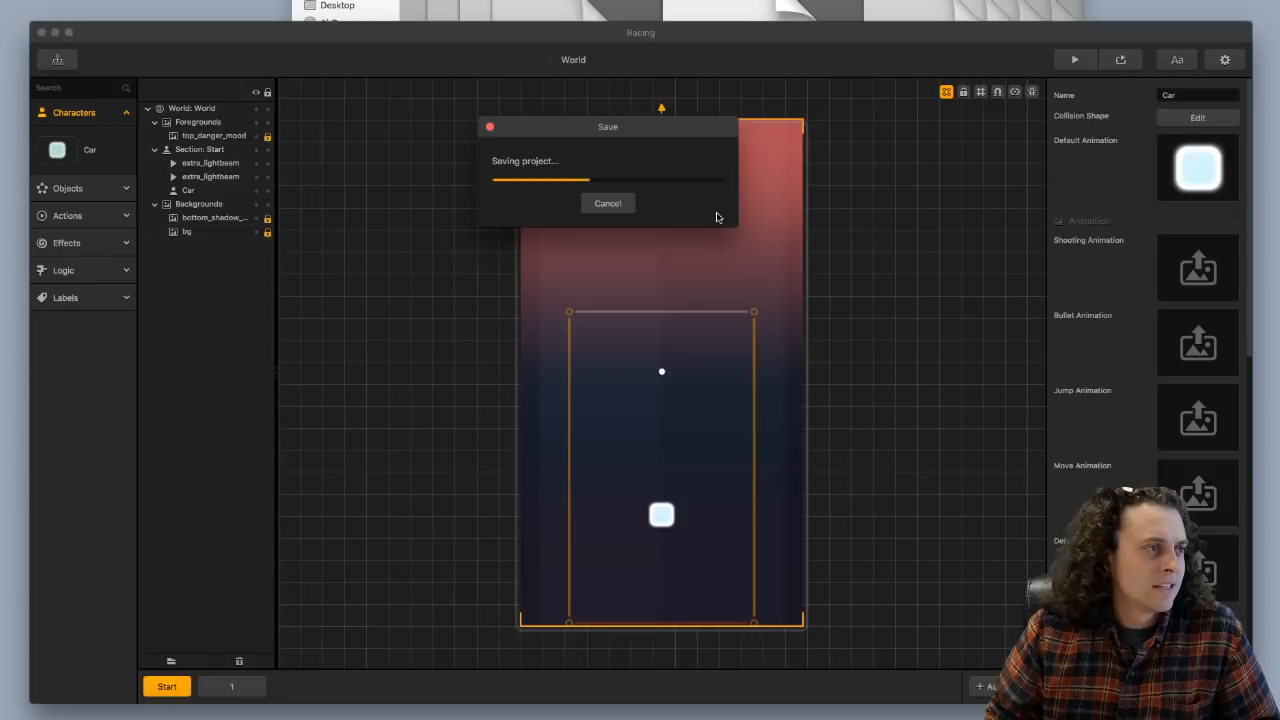 Desktop
Racing
World
Aa
Search
Characters
Car
Objects
Actions
Effects
Logic
Labels
World: World
Foregrounds
top_danger_mood
Section: Start
extra_lightbeam
extra_lightbeam
Car
Backgrounds
bottom_shadow_...
bg
Save
Saving project...
Cancel
Name
Car
Collision Shape
Edit
Default Animation
Animation
Shooting Animation
Bullet Animation
Jump Animation
Move Animation
Start
1